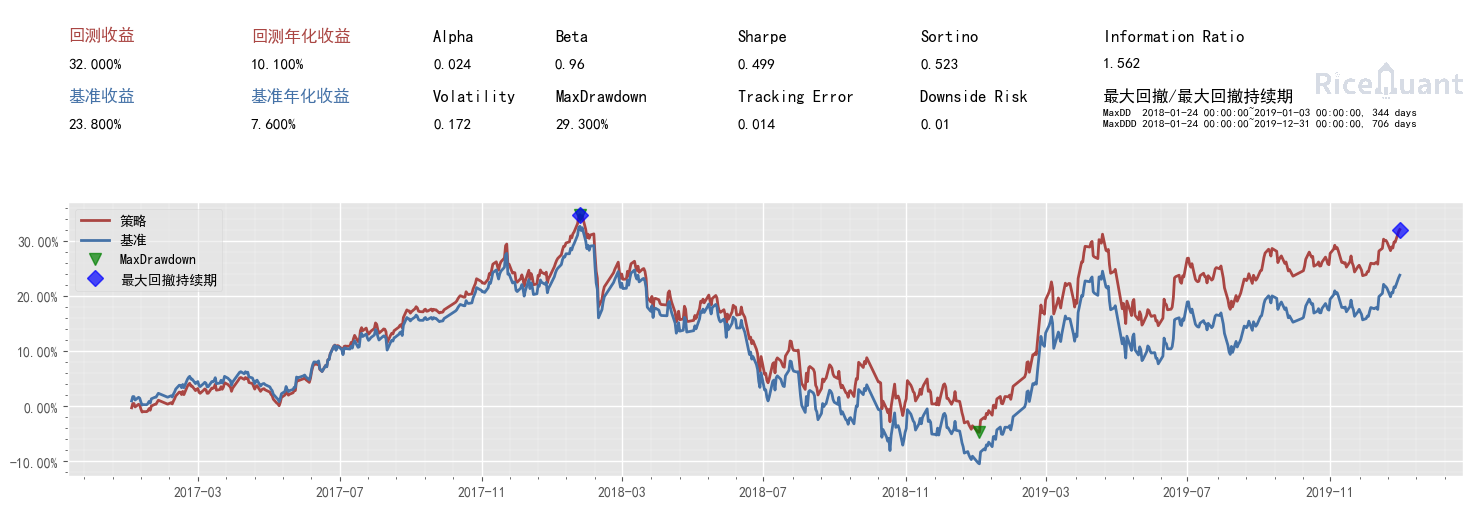 回测收益 回测年化收益 Alpha Beta Sharpe Sortino Information Ratio
32.000% 10.100% 0.024 0.96 0.499 0.523 1.562
RiceQuant
基准收益 基准年化收益 Volatility MaxDrawdown Tracking Error Downside Risk 最大回撤/最大回撤持续期
MaxDD 2018-01-24 00:00:00~2019-01-03 00:00:00, 344 days
23.800% 7.600% 0.172 29.300% 0.014 0.01 MaxDDD 2018-01-24 00:00:00~2019-12-31 00:00:00, 706 days
策略
基准
MaxDrawdown
最大回撤持续期
30.00%
20.00%
10.00%
0.00%
−10.00%
2017-03 2017-07 2017-11 2018-03 2018-07 2018-11 2019-03 2019-07 2019-11